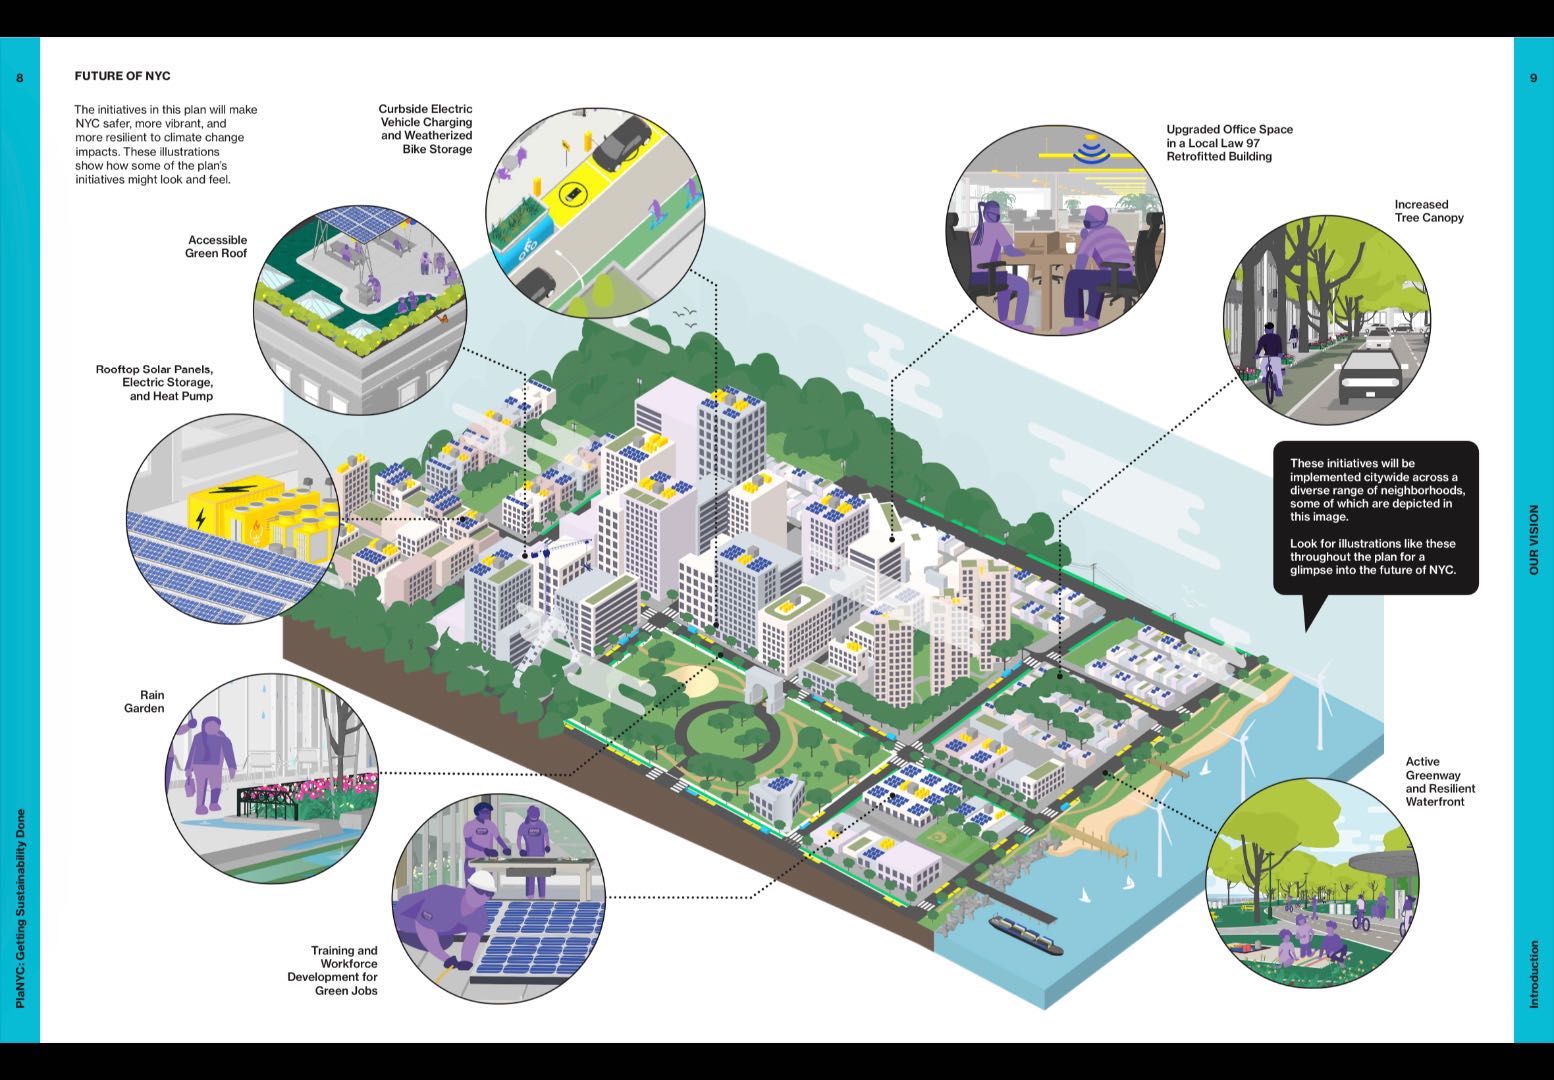 8
FUTURE OF NYC
The initiatives in this plan will make
NYC safer, more vibrant, and
more resilient to climate change
impacts. These illustrations
show how some of the plan's
initiatives might look and feel.
Curbside Electric
Vehicle Charging
and Weatherized
Bike Storage
Accessible
Green Roof
Rooftop Solar Panels,
Electric Storage,
and Heat Pump
Rain
Garden
Training and
Workforce
Development for
Green Jobs
Upgraded Office Space
in a Local Law 97
Retrofitted Building
Increased
Tree Canopy
These initiatives will be
implemented citywide across a
diverse range of neighborhoods,
some of which are depicted in
this image.
Look for illustrations like these
throughout the plan for a
glimpse into the future of NYC.
Active
Greenway
and Resilient
Waterfront
PlaNYC: Getting Sustainability Done
9
OUR VISION
Introduction